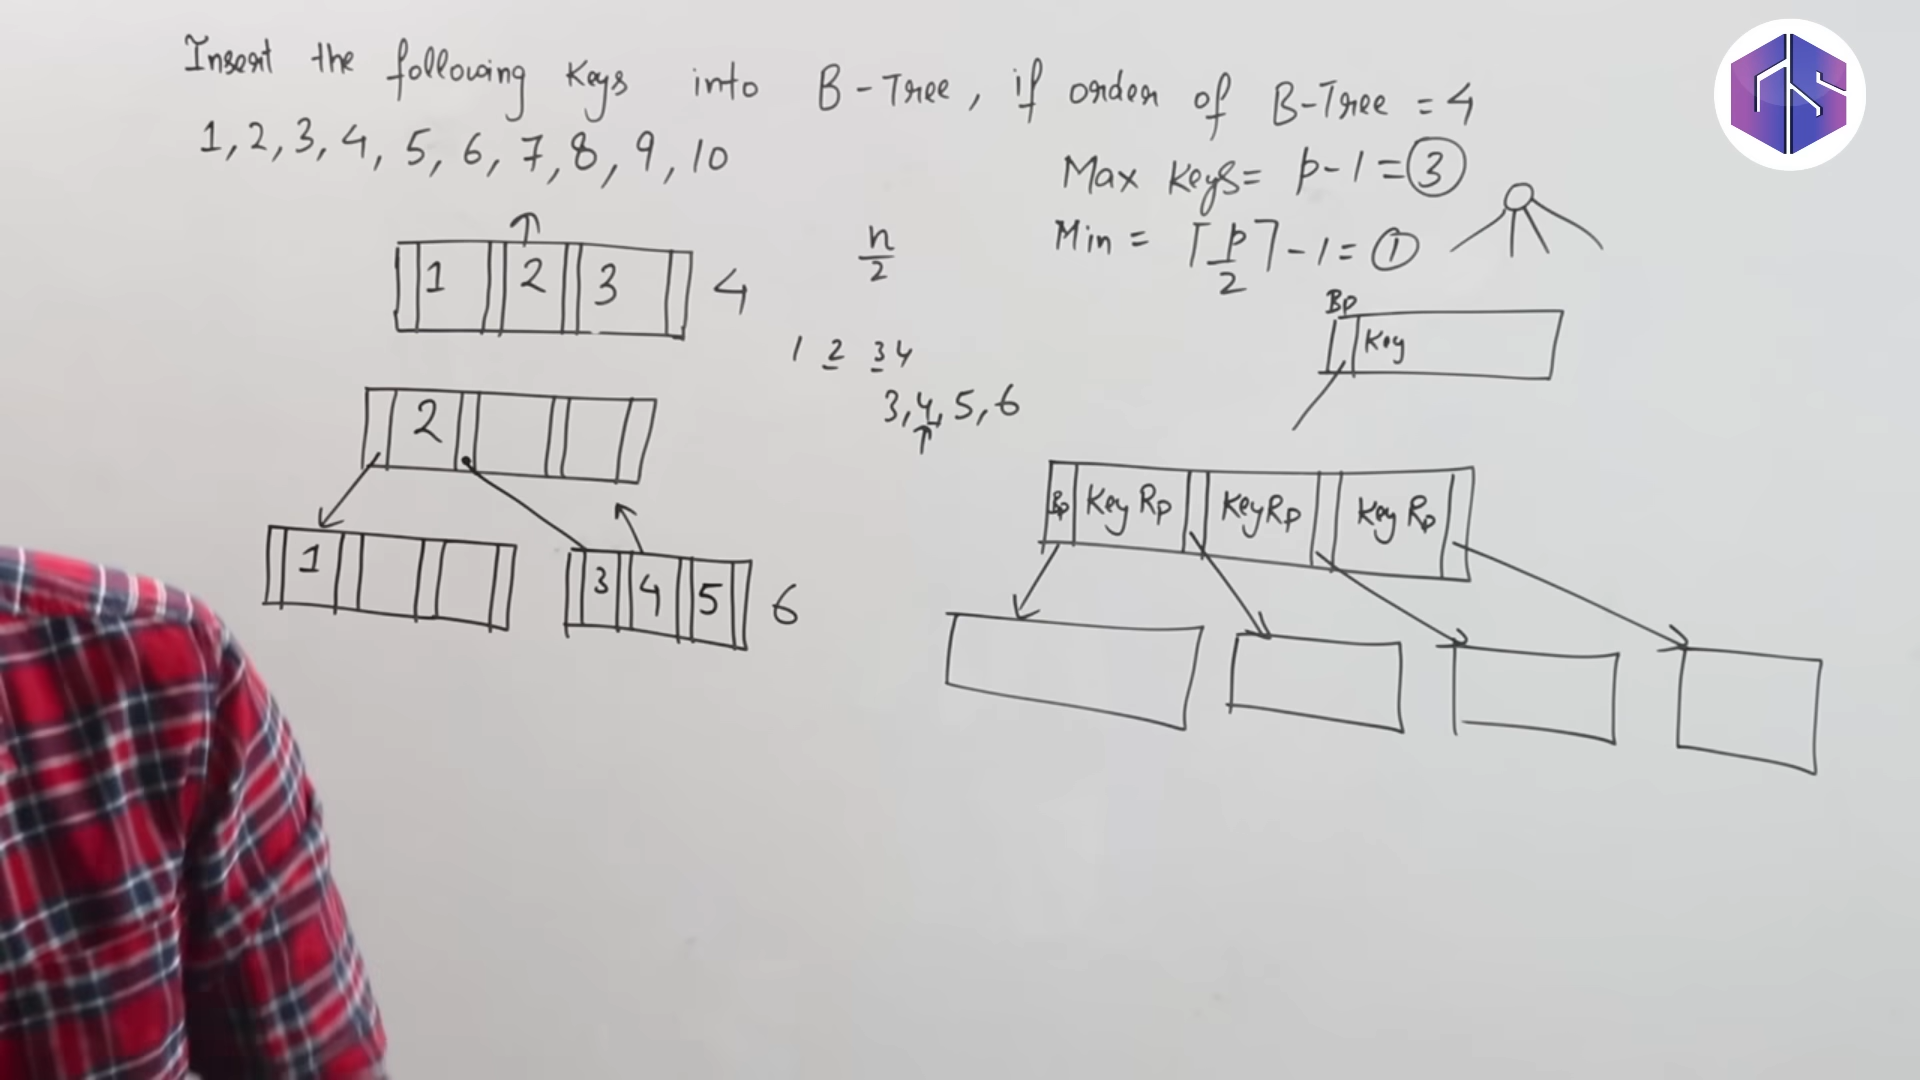 Insert the following Keys into B-Tree, if order of B-Tree = 4
1, 2, 3, 4, 5, 6, 7, 8, 9, 10
Max Keys = p-1 = 3
Min = ⌈p/2⌉ - 1 = 1
1 2 3 4
n/2
1 2 3 4
3, 4, 5, 6
2
1
3 4 5 6
Bp
Key
Bp Key Rp Key Rp Key Rp